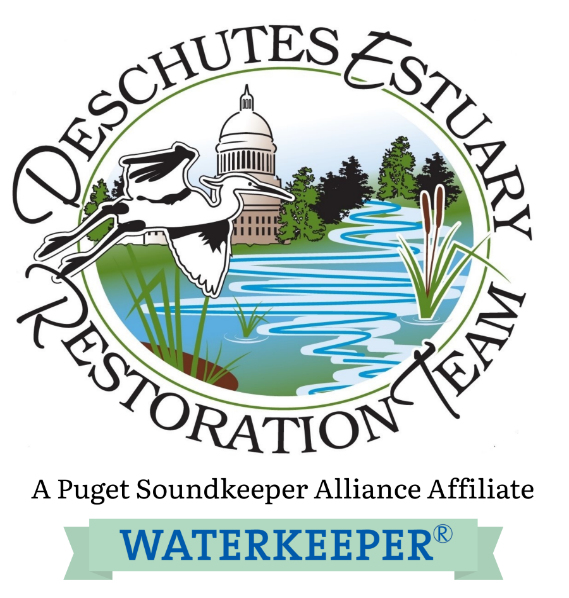 DESCHUTES ESTUARY
RESTORATION TEAM
A Puget Soundkeeper Alliance Affiliate
WATERKEEPER®